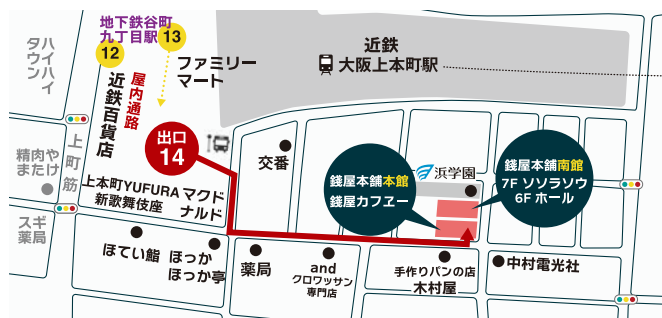 地下鉄谷町
九丁目駅
13
12
ハイハイ
タウン
ファミリー
マート
近鉄
大阪上本町駅
屋内通路
近鉄百貨店
出口
14
上町筋
精肉や
またけ
交番
浜学園
銭屋本舗本館
銭屋カフヱー
銭屋本舗南館
7F ソソラソウ
6F ホール
上本町YUFURA
新歌舞伎座
マクド
ナルド
スギ
薬局
ほてい鮨
ほっか
ほっか亭
薬局
and
クロワッサン
専門店
手作りパンの店
木村屋
中村電光社